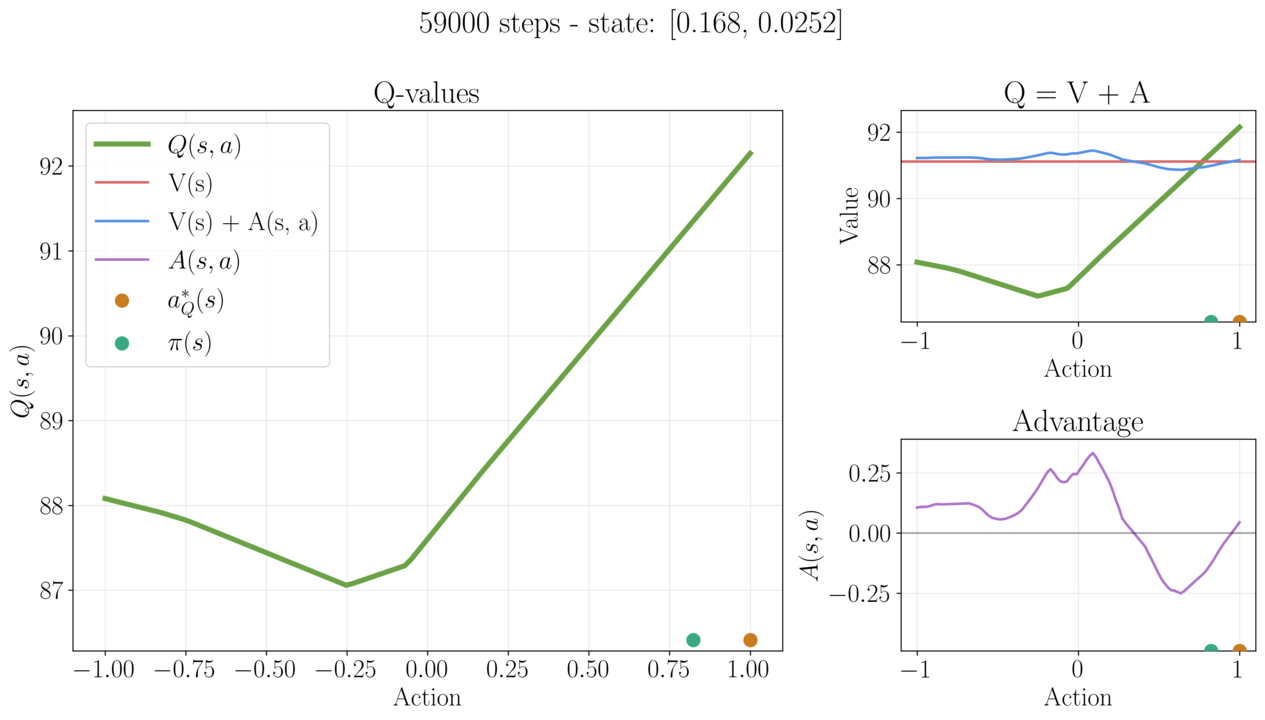 59000 steps - state: [0.168, 0.0252]
Q-values
Q(s, a)
V(s)
V(s) + A(s, a)
A(s, a)
a*Q(s)
π(s)
92
91
90
89
88
87
Q(s, a)
−1.00 −0.75 −0.50 −0.25 0.00 0.25 0.50 0.75 1.00
Action
Q = V + A
92
90
88
Value
−1 0 1
Action
Advantage
0.25
0.00
−0.25
A(s, a)
−1 0 1
Action